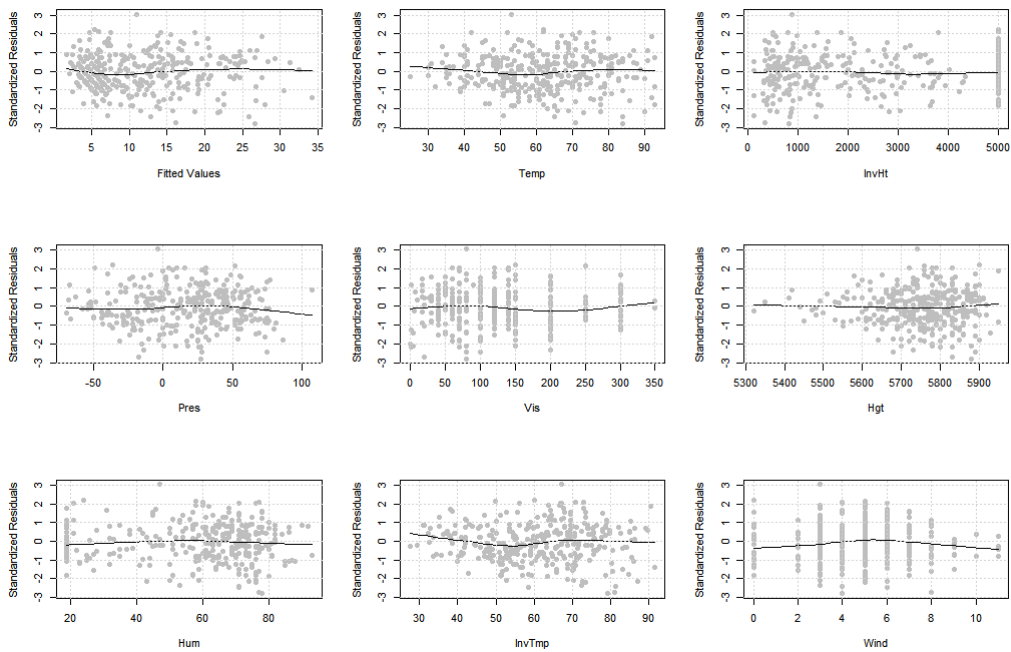 Standardized Residuals
3
2
1
0
-1
-2
-3
5 10 15 20 25 30 35
Fitted Values
Standardized Residuals
3
2
1
0
-1
-2
-3
30 40 50 60 70 80 90
Temp
Standardized Residuals
3
2
1
0
-1
-2
-3
0 1000 2000 3000 4000 5000
InvHt
Standardized Residuals
3
2
1
0
-1
-2
-3
-50 0 50 100
Pres
Standardized Residuals
3
2
1
0
-1
-2
-3
0 50 100 150 200 250 300 350
Vis
Standardized Residuals
3
2
1
0
-1
-2
-3
5300 5400 5500 5600 5700 5800 5900
Hgt
Standardized Residuals
3
2
1
0
-1
-2
-3
20 40 60 80
Hum
Standardized Residuals
3
2
1
0
-1
-2
-3
30 40 50 60 70 80 90
InvTmp
Standardized Residuals
3
2
1
0
-1
-2
-3
0 2 4 6 8 10
Wind